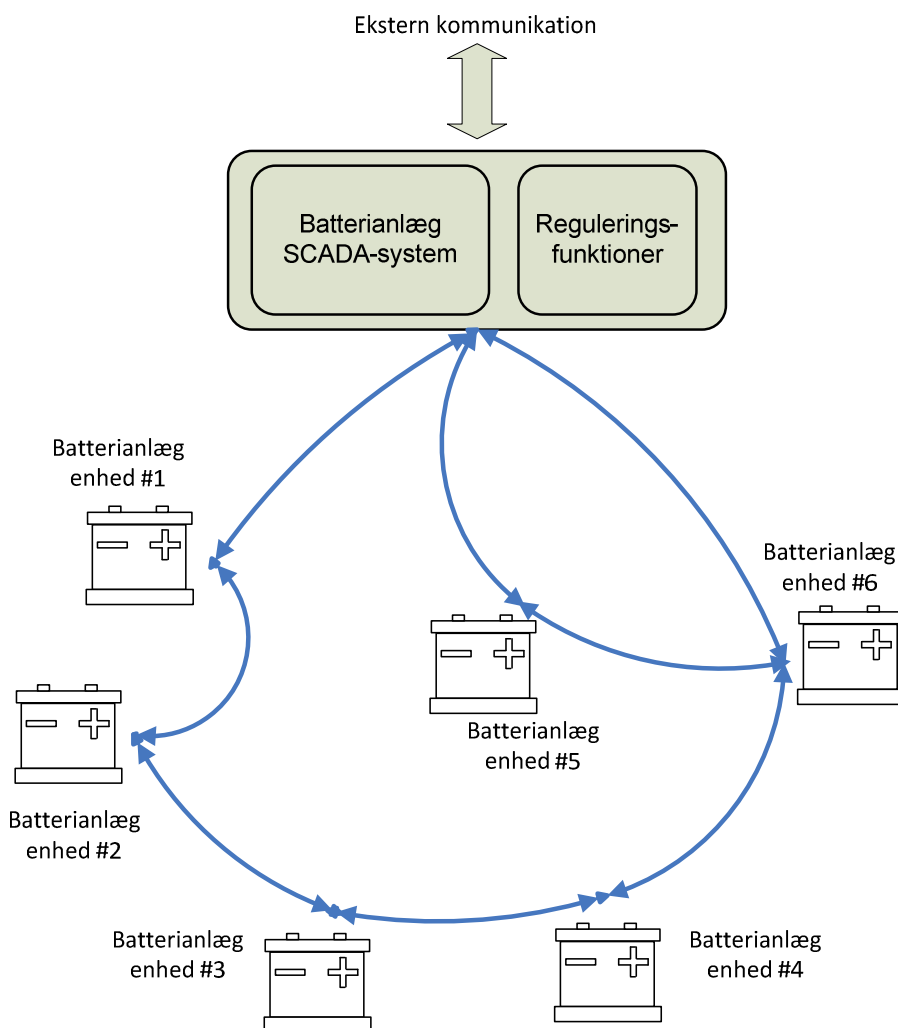 Ekstern kommunikation
Batterianlæg
SCADA-system
Regulerings-
funktioner
Batterianlæg
enhed #1
Batterianlæg
enhed #6
Batterianlæg
enhed #5
Batterianlæg
enhed #2
Batterianlæg
enhed #3
Batterianlæg
enhed #4